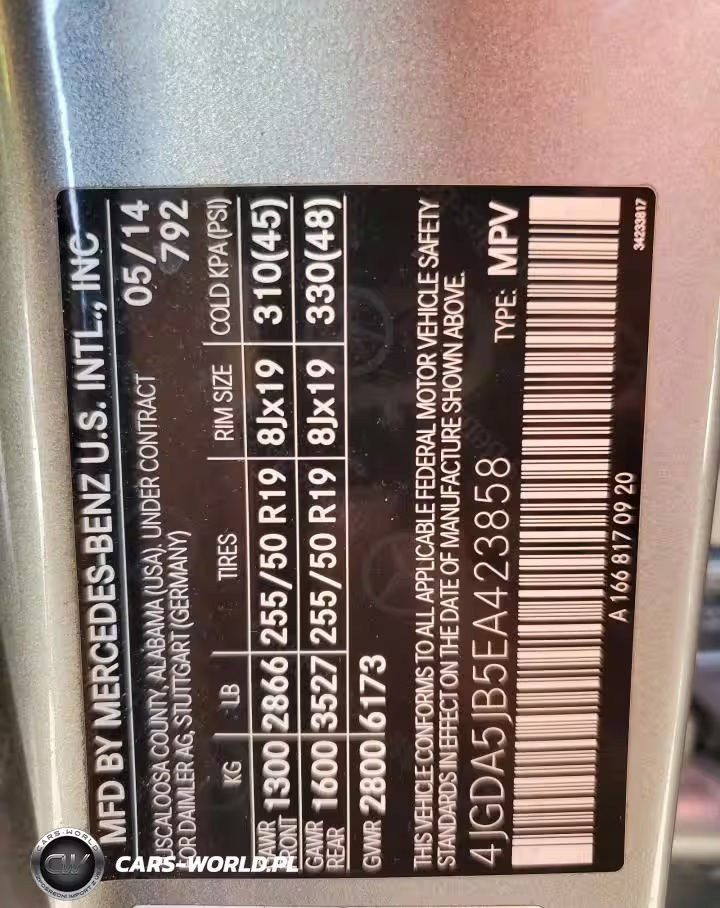 MFD BY MERCEDES-BENZ U.S. INTL., INC
TUSCALOOSA COUNTY, ALABAMA (USA), UNDER CONTRACT 05/14
FOR DAIMLER AG, STUTTGART (GERMANY) 792
KG LB TIRES RIM SIZE COLD KPA (PSI)
GAWR FRONT 1300 2866 255/50 R19 8Jx19 310(45)
GAWR REAR 1600 3527 255/50 R19 8Jx19 330(48)
GVWR 2800 6173
THIS VEHICLE CONFORMS TO ALL APPLICABLE FEDERAL MOTOR VEHICLE SAFETY
STANDARDS IN EFFECT ON THE DATE OF MANUFACTURE SHOWN ABOVE.
4JGDA5JB5EA423858 TYPE: MPV
A 166 817 09 20
34233817
CARS-WORLD
CW
CARS-WORLD.PL